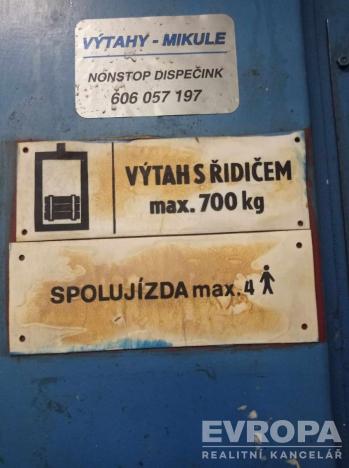 VÝTAHY - MIKULE
NONSTOP DISPEČINK
606 057 197
VÝTAH S ŘIDIČEM
max. 700 kg
SPOLUJÍZDA max. 4
EVROPA
REALITNÍ KANCELÁŘ